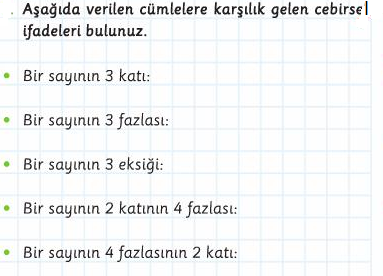 Aşağıda verilen cümlelere karşılık gelen cebirsel
ifadeleri bulunuz.
Bir sayının 3 katı:
Bir sayının 3 fazlası:
Bir sayının 3 eksiği:
Bir sayının 2 katının 4 fazlası:
Bir sayının 4 fazlasının 2 katı: